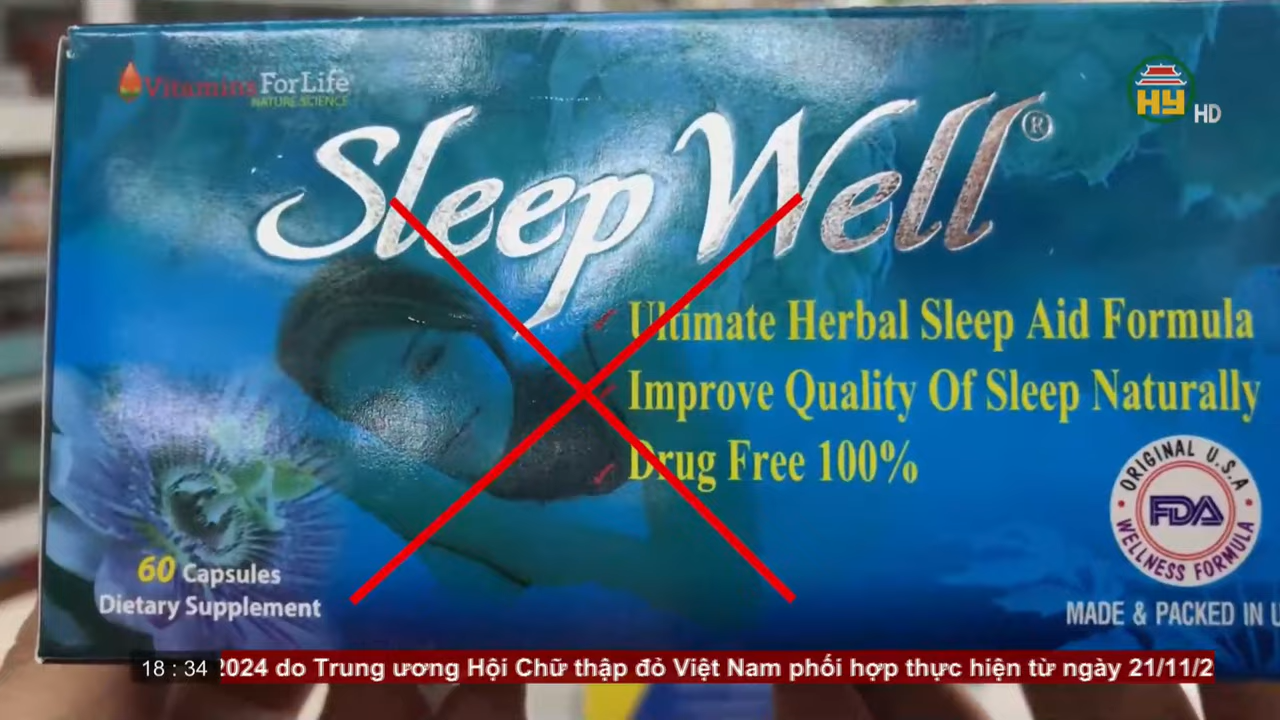 Vitamins ForLife
NATURE.SCIENCE
HY HD
Sleep Well®
Ultimate Herbal Sleep Aid Formula
Improve Quality Of Sleep Naturally
Drug Free 100%
ORIGINAL U.S.A
FDA
WELLNESS FORMULA
60 Capsules
Dietary Supplement
MADE & PACKED IN U
18 : 34 2024 do Trung ương Hội Chữ thập đỏ Việt Nam phối hợp thực hiện từ ngày 21/11/2